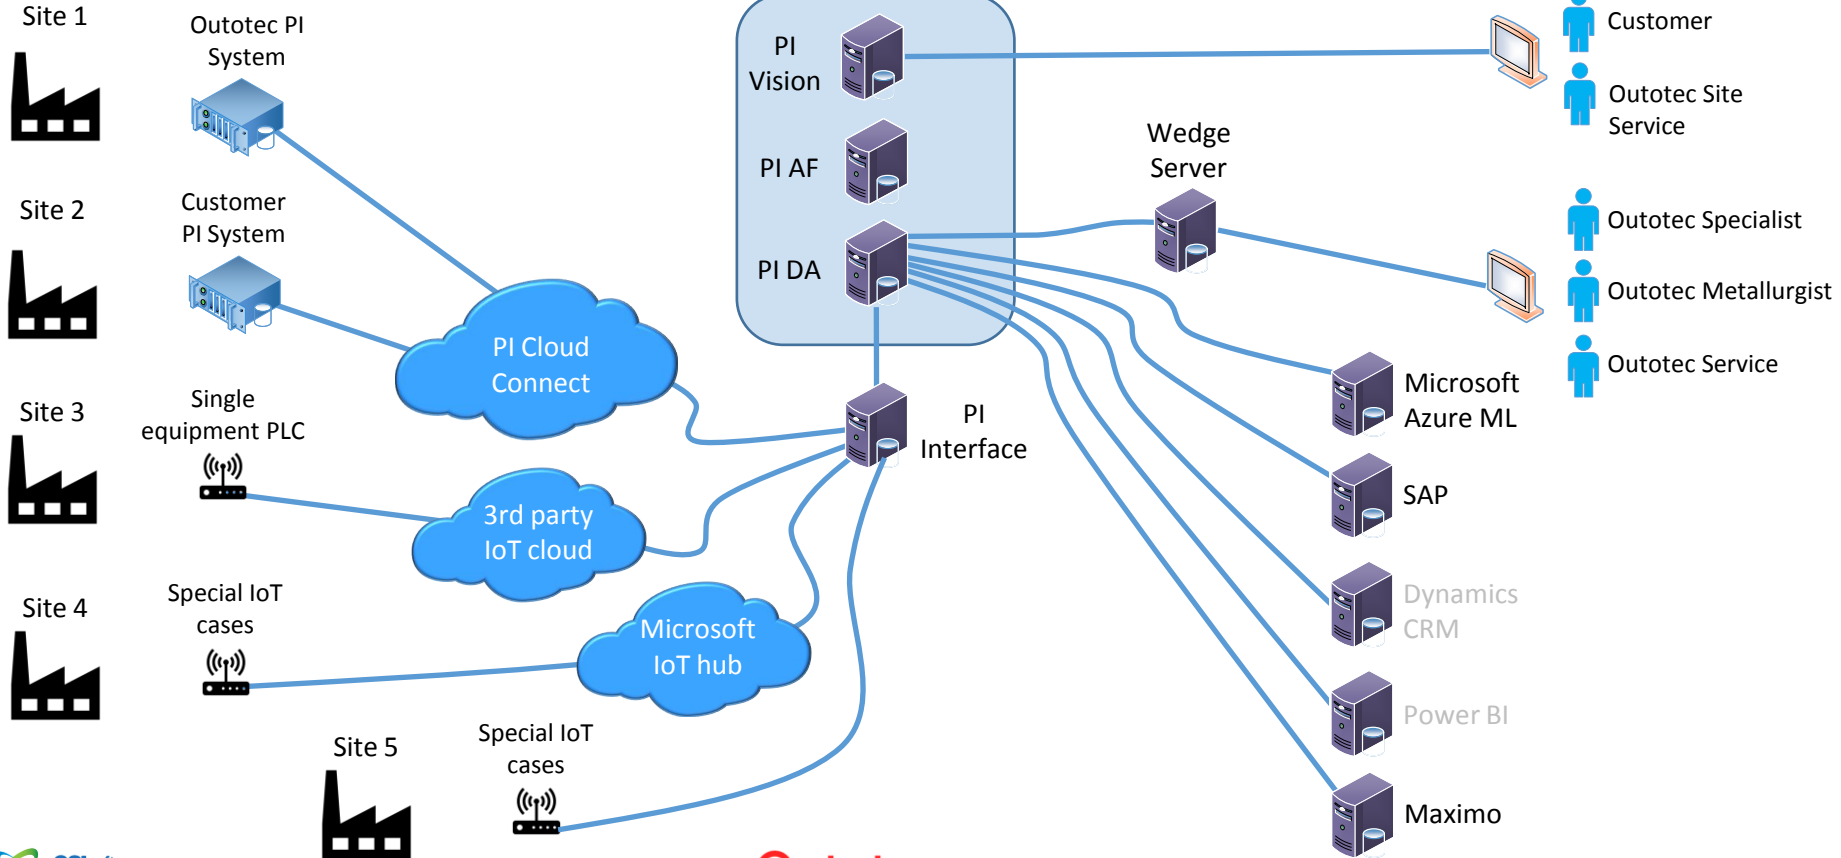 Site 1
Outotec PI
System
PI
Vision
Customer
Outotec Site
Service
Wedge
Server
PI AF
Site 2
Customer
PI System
PI DA
Outotec Specialist
Outotec Metallurgist
Outotec Service
PI Cloud
Connect
Microsoft
Azure ML
Site 3
Single
equipment PLC
PI
Interface
3rd party
IoT cloud
SAP
Site 4
Special IoT
cases
Microsoft
IoT hub
Dynamics
CRM
Power BI
Site 5
Special IoT
cases
Maximo